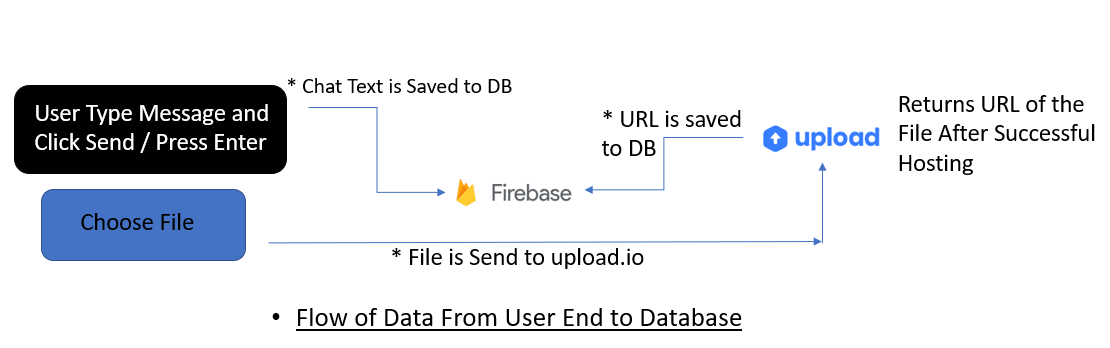 * Chat Text is Saved to DB
User Type Message and
Click Send / Press Enter
* URL is saved
to DB
upload
Returns URL of the
File After Successful
Hosting
Firebase
Choose File
* File is Send to upload.io
• Flow of Data From User End to Database